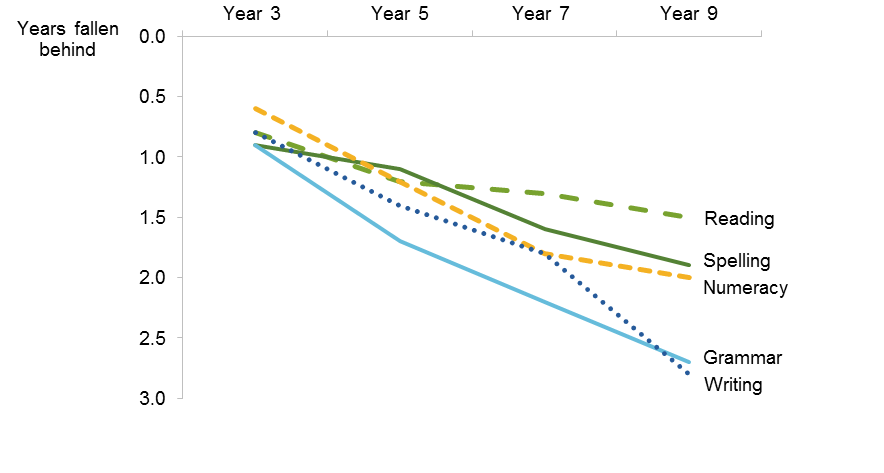 Years fallen
behind
Year 3
Year 5
Year 7
Year 9
0.0
0.5
1.0
1.5
2.0
2.5
3.0
Reading
Spelling
Numeracy
Grammar
Writing